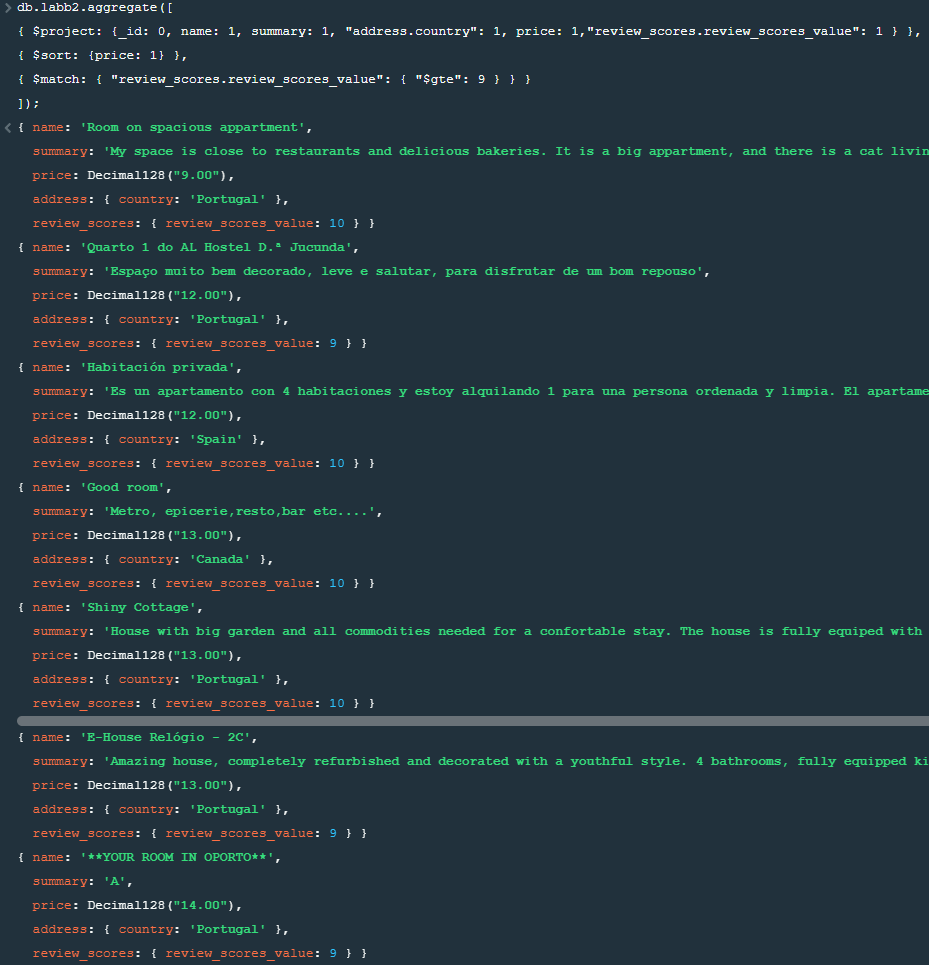 > db.labb2.aggregate([
{ $project: {_id: 0, name: 1, summary: 1, "address.country": 1, price: 1,"review_scores.review_scores_value": 1 } },
{ $sort: {price: 1} },
{ $match: { "review_scores.review_scores_value": { "$gte": 9 } } }
]);
< { name: 'Room on spacious appartment',
summary: 'My space is close to restaurants and delicious bakeries. It is a big appartment, and there is a cat livin
price: Decimal128("9.00"),
address: { country: 'Portugal' },
review_scores: { review_scores_value: 10 } }
{ name: 'Quarto 1 do AL Hostel D.ª Jucunda',
summary: 'Espaço muito bem decorado, leve e salutar, para disfrutar de um bom repouso',
price: Decimal128("12.00"),
address: { country: 'Portugal' },
review_scores: { review_scores_value: 9 } }
{ name: 'Habitación privada',
summary: 'Es un apartamento con 4 habitaciones y estoy alquilando 1 para una persona ordenada y limpia. El apartame
price: Decimal128("12.00"),
address: { country: 'Spain' },
review_scores: { review_scores_value: 10 } }
{ name: 'Good room',
summary: 'Metro, epicerie,resto,bar etc....',
price: Decimal128("13.00"),
address: { country: 'Canada' },
review_scores: { review_scores_value: 10 } }
{ name: 'Shiny Cottage',
summary: 'House with big garden and all commodities needed for a confortable stay. The house is fully equiped with
price: Decimal128("13.00"),
address: { country: 'Portugal' },
review_scores: { review_scores_value: 10 } }
{ name: 'E-House Relógio - 2C',
summary: 'Amazing house, completely refurbished and decorated with a youthful style. 4 bathrooms, fully equipped ki
price: Decimal128("13.00"),
address: { country: 'Portugal' },
review_scores: { review_scores_value: 9 } }
{ name: '**YOUR ROOM IN OPORTO**',
summary: 'A',
price: Decimal128("14.00"),
address: { country: 'Portugal' },
review_scores: { review_scores_value: 9 } }